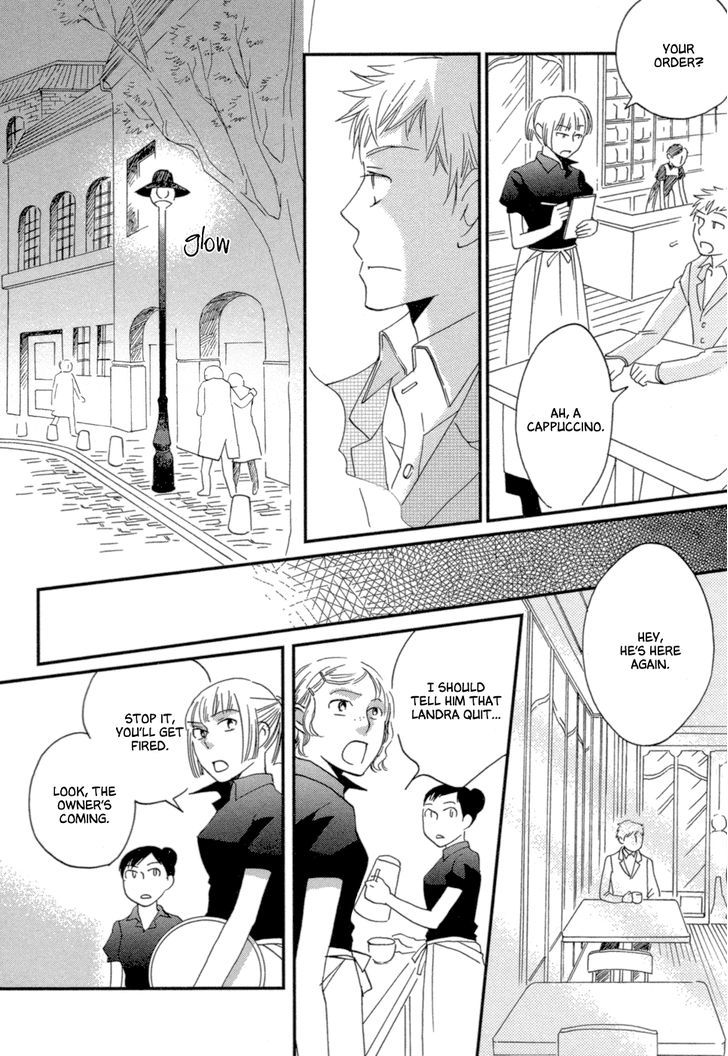 YOUR
ORDER?
AH, A
CAPPUCCINO.
glow
HEY,
HE'S HERE
AGAIN.
I SHOULD
TELL HIM THAT
LANDRA QUIT...
STOP IT,
YOU'LL GET
FIRED.
LOOK, THE
OWNER'S
COMING.